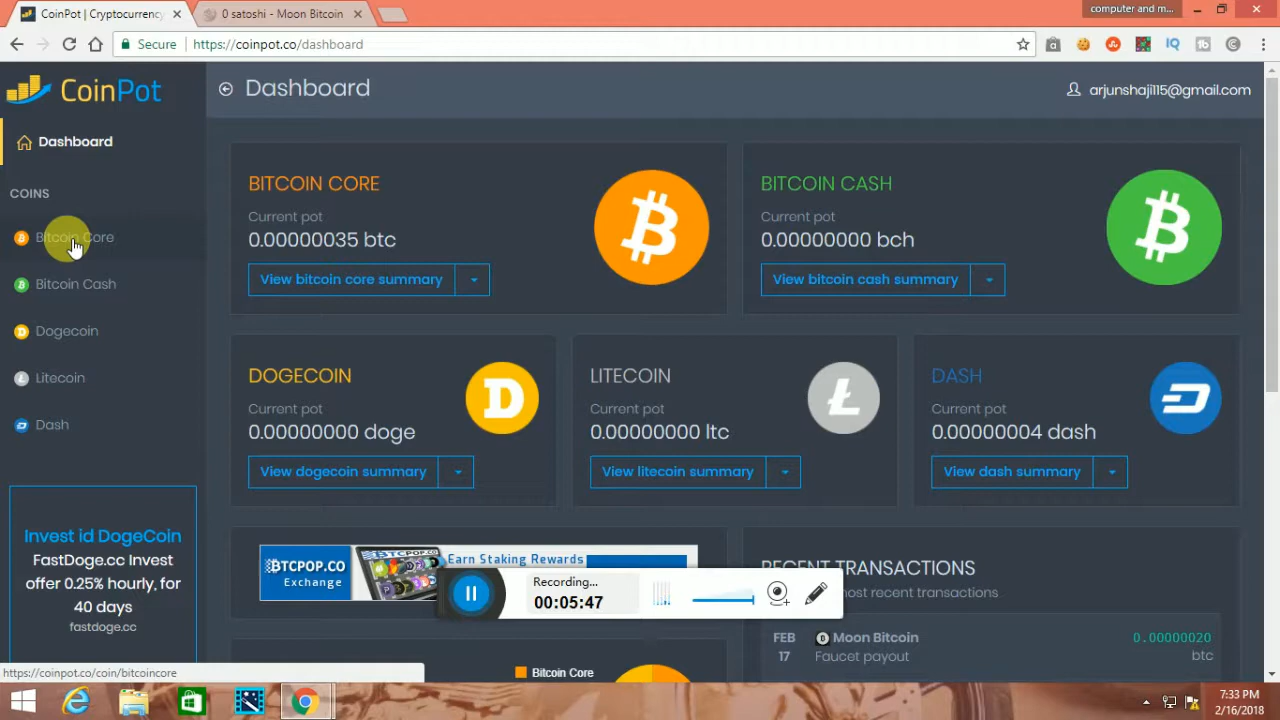 CoinPot | Cryptocurrency
0 satoshi - Moon Bitcoin
computer and m...
Secure
https://coinpot.co/dashboard
CoinPot
Dashboard
arjunshaji115@gmail.com
Dashboard
COINS
Bitcoin Core
Bitcoin Cash
Dogecoin
Litecoin
Dash
BITCOIN CORE
Current pot
0.00000035 btc
View bitcoin core summary
BITCOIN CASH
Current pot
0.00000000 bch
View bitcoin cash summary
DOGECOIN
Current pot
0.00000000 doge
View dogecoin summary
LITECOIN
Current pot
0.00000000 ltc
View litecoin summary
DASH
Current pot
0.00000004 dash
View dash summary
Invest id DogeCoin
FastDoge.cc Invest
offer 0.25% hourly, for
40 days
fastdoge.cc
BTCPOP.CO
Exchange
Earn Staking Rewards
Recording...
00:05:47
RECENT TRANSACTIONS
most recent transactions
FEB
17
Moon Bitcoin
Faucet payout
0.00000020
btc
Bitcoin Core
https://coinpot.co/coin/bitcoincore
7:33 PM
2/16/2018